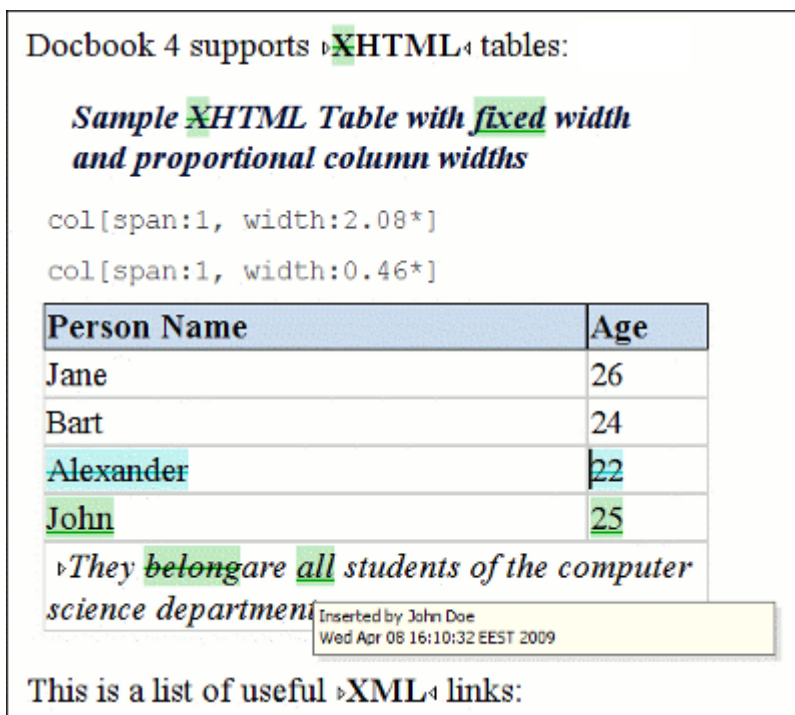 Docbook 4 supports XHTML tables:
Sample XHTML Table with fixed width
and proportional column widths
col[span:1, width:2.08*]
col[span:1, width:0.46*]
Person Name Age
Jane 26
Bart 24
Alexander 22
John 25
They belongare all students of the computer
science department
Inserted by John Doe
Wed Apr 08 16:10:32 EEST 2009
This is a list of useful XML links: